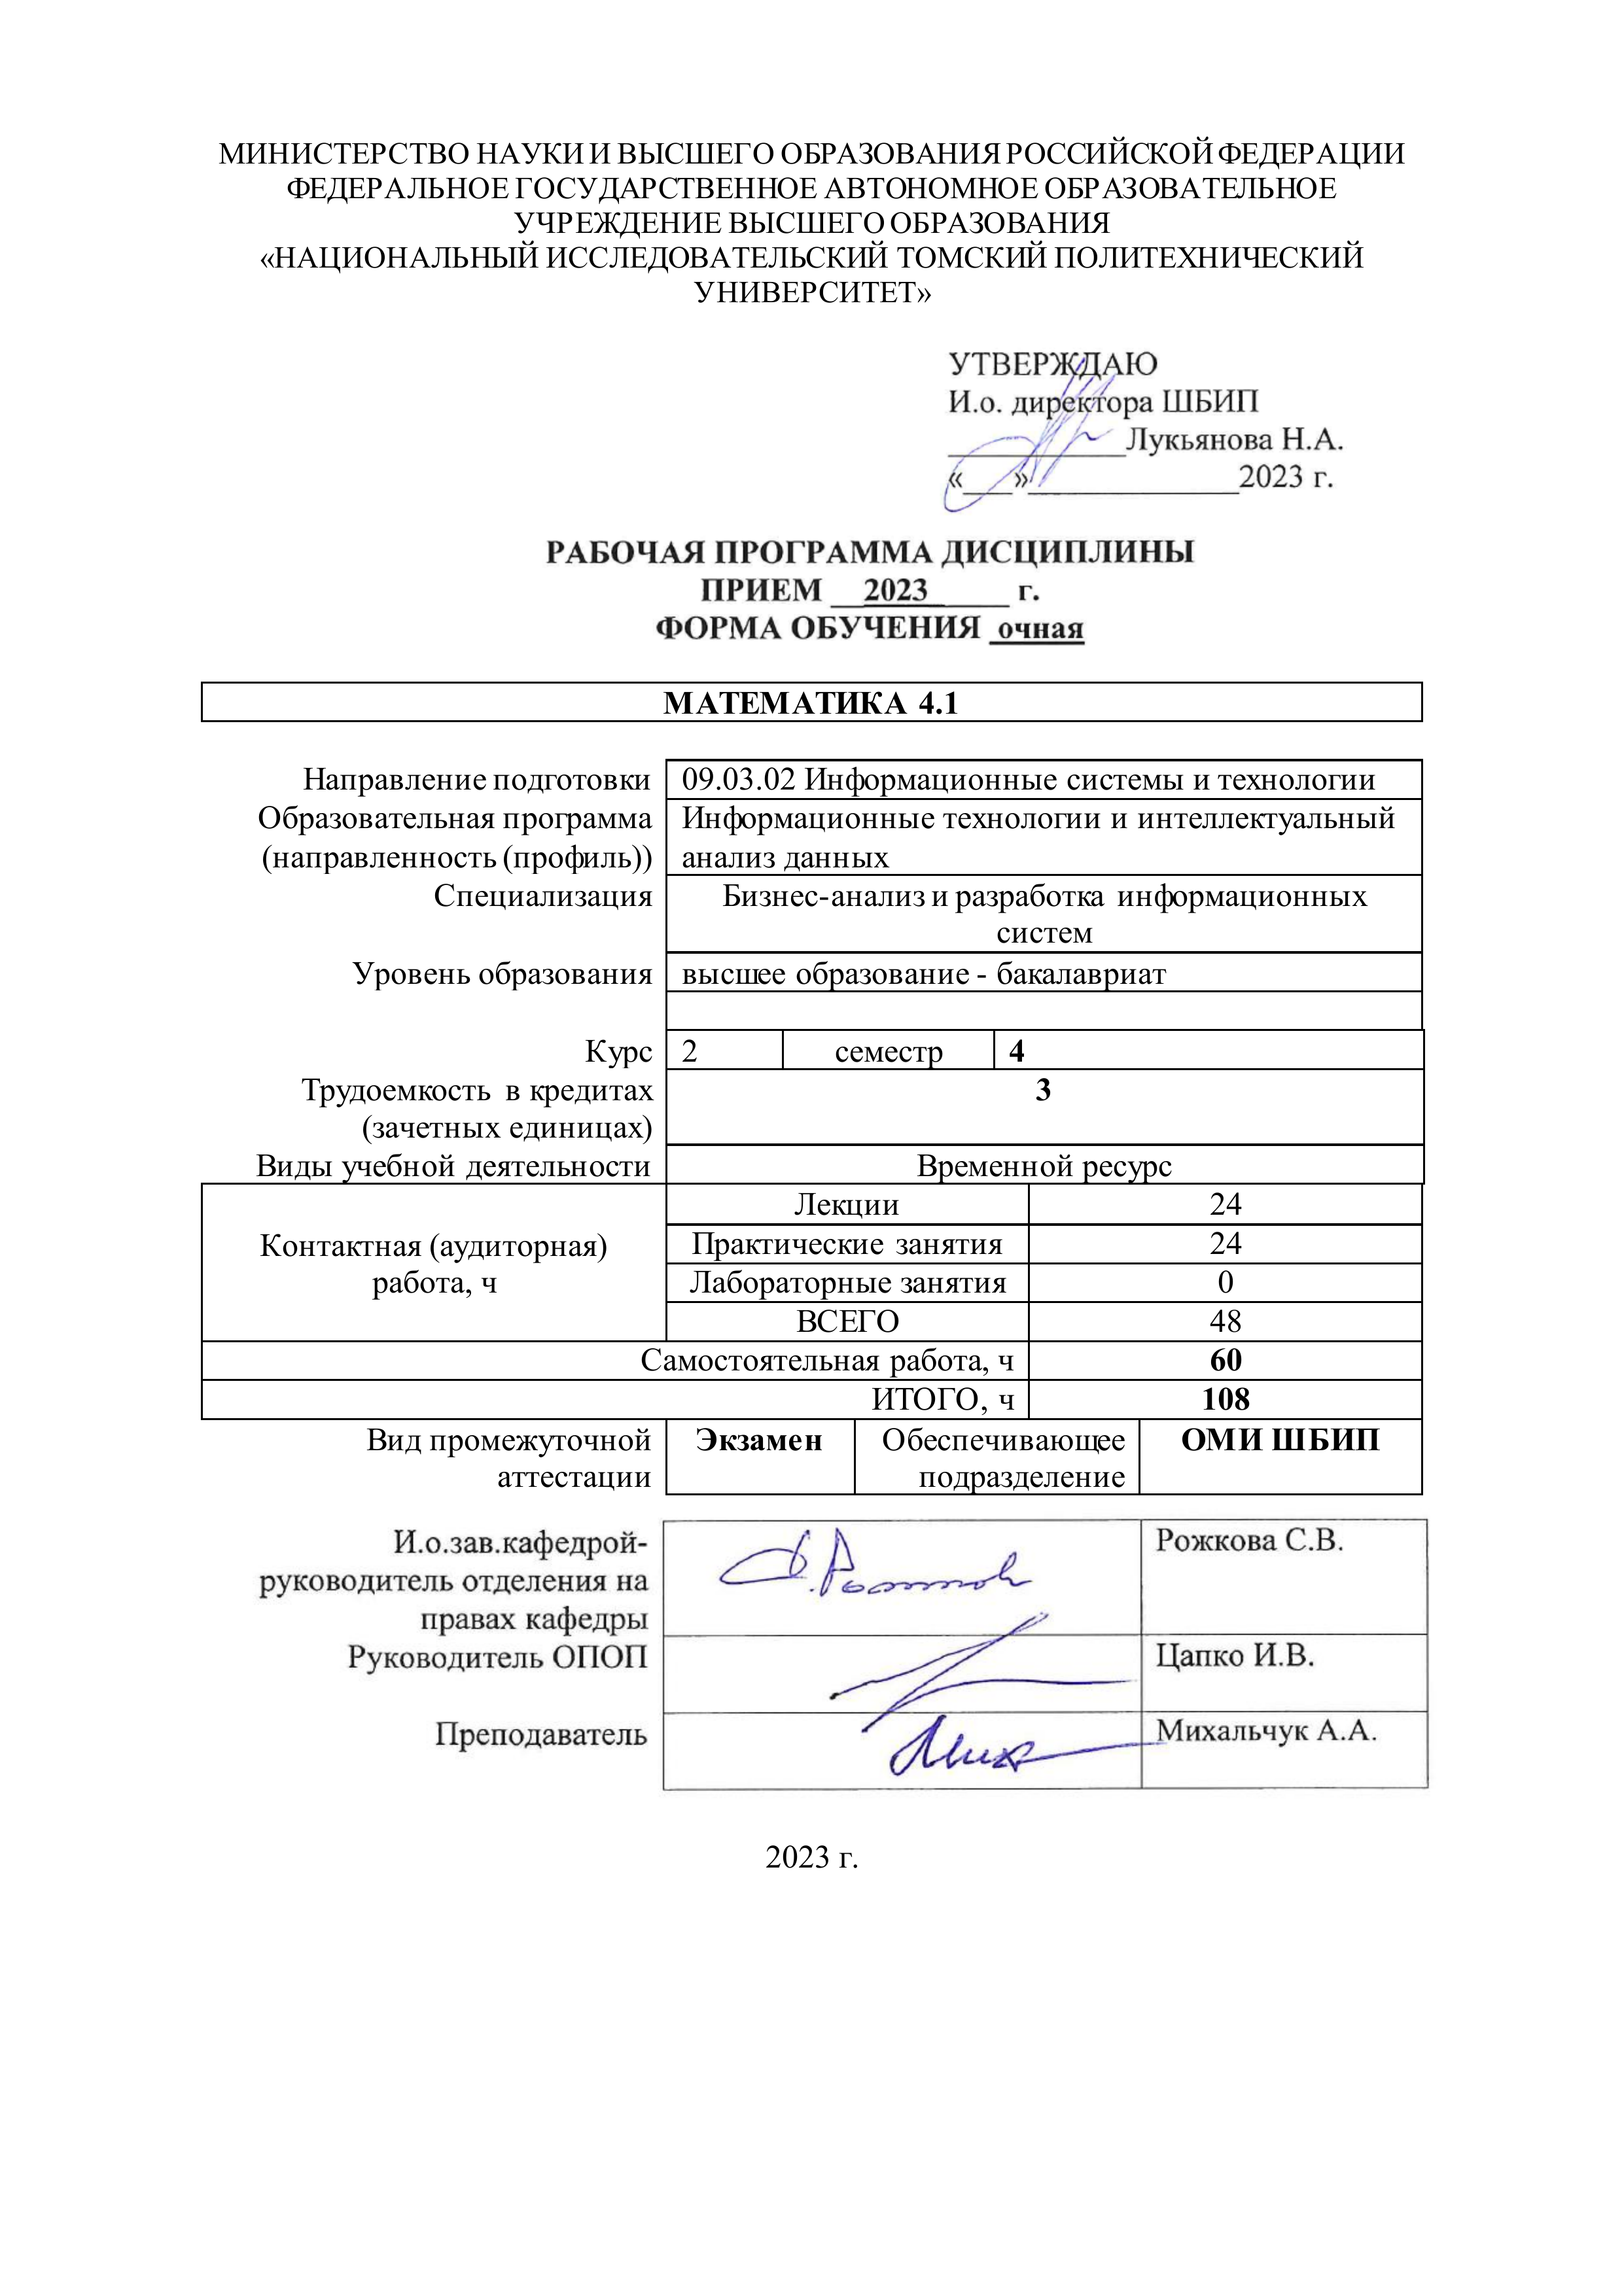 МИНИСТЕРСТВО НАУКИ И ВЫСШЕГО ОБРАЗОВАНИЯ РОССИЙСКОЙ ФЕДЕРАЦИИ
ФЕДЕРАЛЬНОЕ ГОСУДАРСТВЕННОЕ АВТОНОМНОЕ ОБРАЗОВАТЕЛЬНОЕ
УЧРЕЖДЕНИЕ ВЫСШЕГО ОБРАЗОВАНИЯ
«НАЦИОНАЛЬНЫЙ ИССЛЕДОВАТЕЛЬСКИЙ ТОМСКИЙ ПОЛИТЕХНИЧЕСКИЙ
УНИВЕРСИТЕТ»
УТВЕРЖДАЮ
И.о. директора ШБИП
___________Лукьянова Н.А.
«___»_____________2023 г.
РАБОЧАЯ ПРОГРАММА ДИСЦИПЛИНЫ
ПРИЕМ __2023____ г.
ФОРМА ОБУЧЕНИЯ очная
МАТЕМАТИКА 4.1
Направление подготовки 09.03.02 Информационные системы и технологии
Образовательная программа Информационные технологии и интеллектуальный
(направленность (профиль)) анализ данных
Специализация Бизнес-анализ и разработка информационных
систем
Уровень образования высшее образование - бакалавриат
Курс 2 семестр 4
Трудоемкость в кредитах 3
(зачетных единицах)
Виды учебной деятельности Временной ресурс
Контактная (аудиторная)
работа, ч
Лекции 24
Практические занятия 24
Лабораторные занятия 0
ВСЕГО 48
Самостоятельная работа, ч 60
ИТОГО, ч 108
Вид промежуточной Экзамен Обеспечивающее ОМИ ШБИП
аттестации подразделение
И.о.зав.кафедрой- Рожкова С.В.
руководитель отделения на
правах кафедры
Руководитель ОПОП Цапко И.В.
Преподаватель Михальчук А.А.
2023 г.